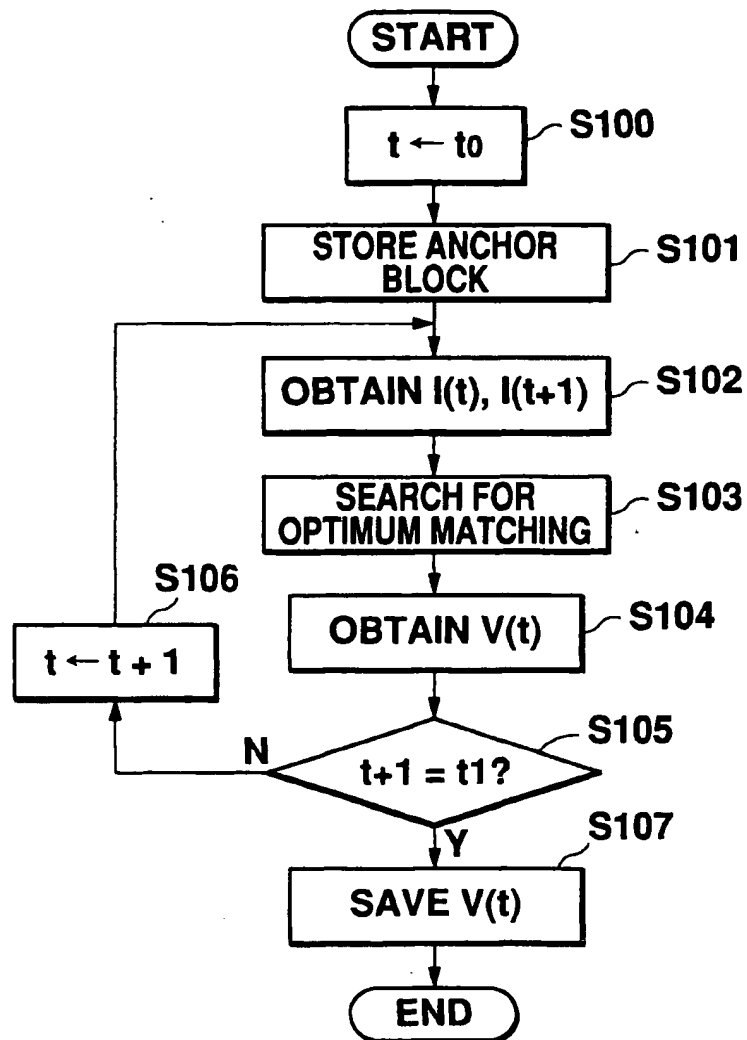 START
t ← t0
S100
STORE ANCHOR
BLOCK
S101
OBTAIN I(t), I(t+1)
S102
SEARCH FOR
OPTIMUM MATCHING
S103
OBTAIN V(t)
S104
S106
t ← t + 1
t+1 = t1?
S105
N
Y
SAVE V(t)
S107
END